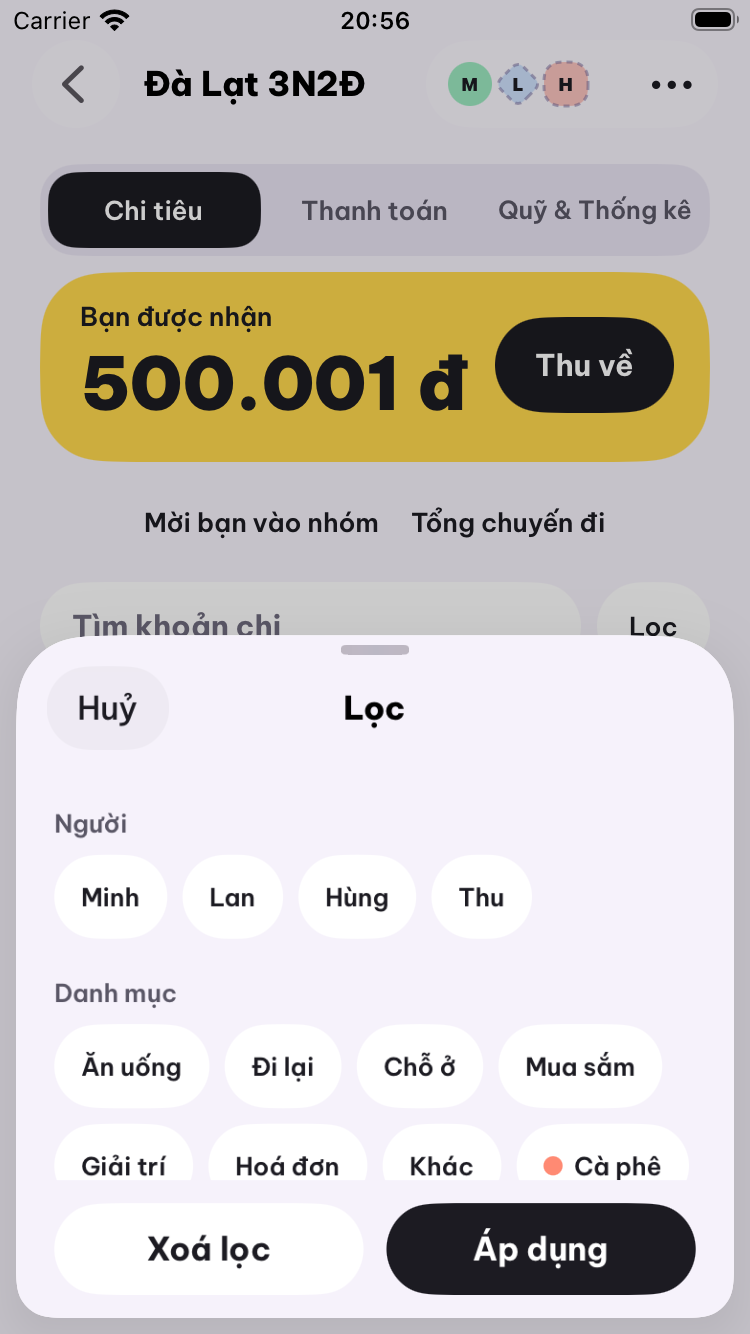 Carrier 20:56
Đà Lạt 3N2Đ M L H
Chi tiêu Thanh toán Quỹ & Thống kê
Bạn được nhận
500.001 đ Thu về
Mời bạn vào nhóm Tổng chuyến đi
Tìm khoản chi Lọc
Huỷ Lọc
Người
Minh Lan Hùng Thu
Danh mục
Ăn uống Đi lại Chỗ ở Mua sắm
Giải trí Hoá đơn Khác Cà phê
Xoá lọc Áp dụng